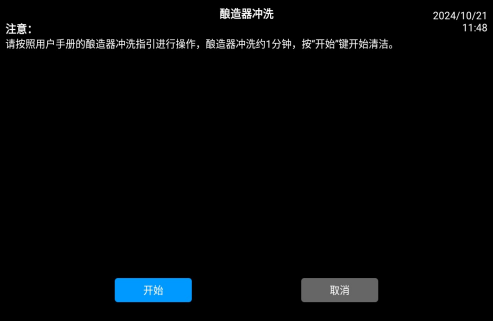 酿造器冲洗
2024/10/21
11:48
注意：
请按照用户手册的酿造器冲洗指引进行操作，酿造器冲洗约1分钟，按"开始"键开始清洁。
开始
取消